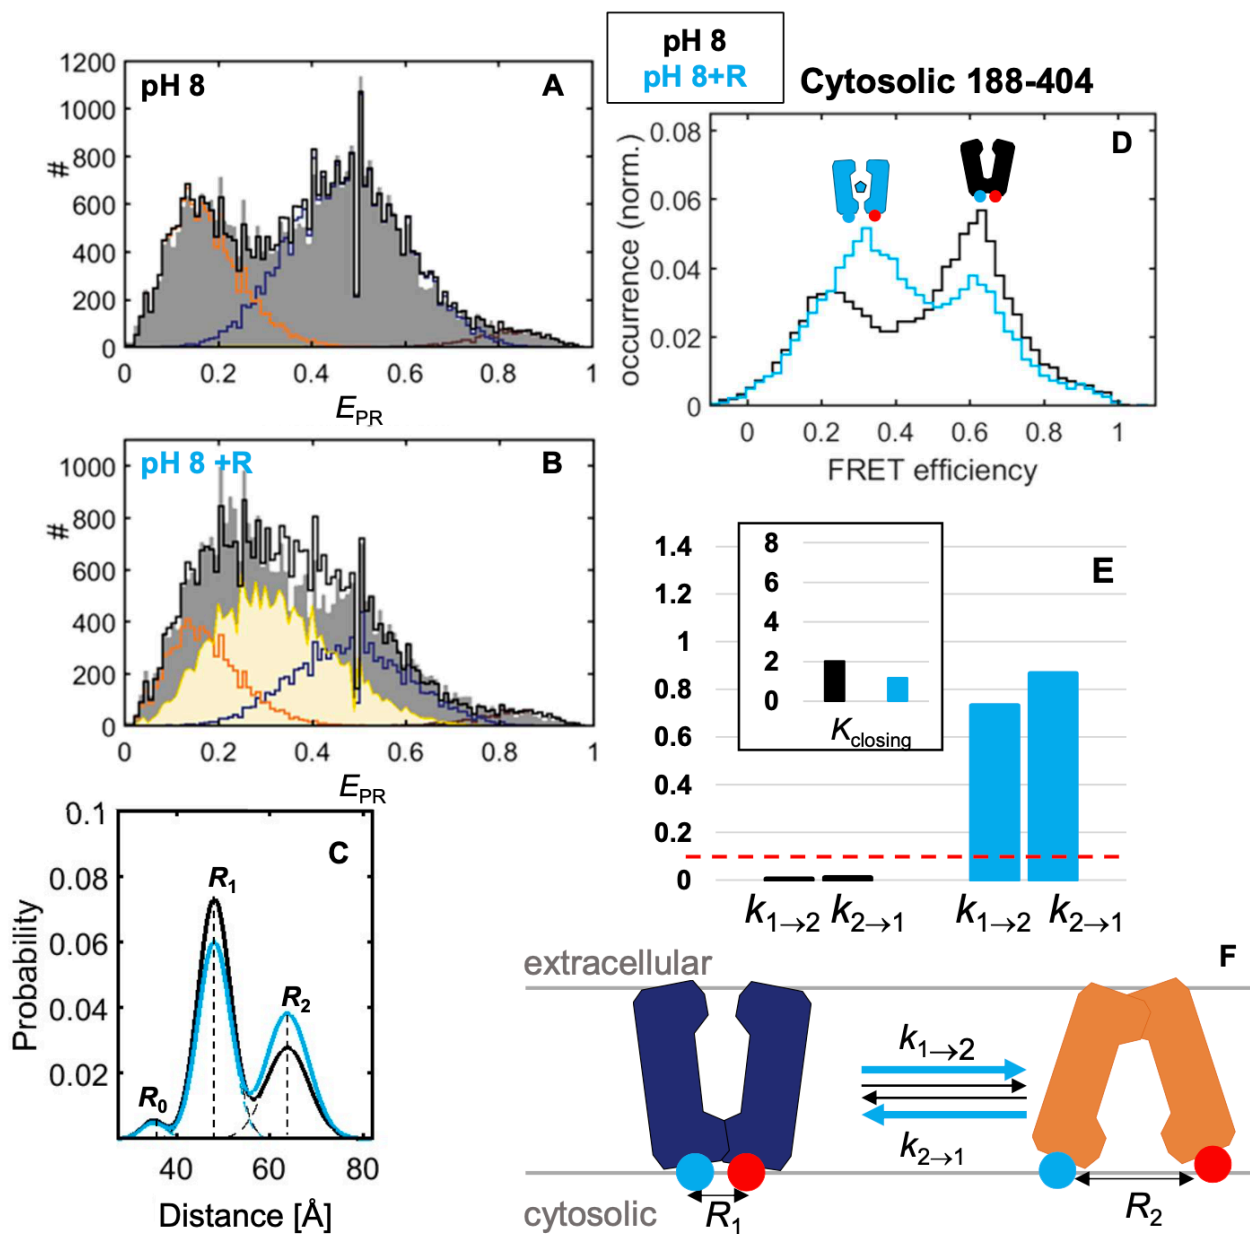 pH 8
A
1200
1000
800
600
400
200
0
#
0 0.2 0.4 0.6 0.8 1
E_PR
pH 8 +R
B
1000
800
600
400
200
0
#
0 0.2 0.4 0.6 0.8 1
E_PR
C
0.1
0.08
0.06
0.04
0.02
Probability
R₀
R₁
R₂
40 60 80
Distance [Å]
pH 8
pH 8+R
Cytosolic 188-404
D
0.08
0.06
0.04
0.02
0
occurrence (norm.)
0 0.2 0.4 0.6 0.8 1
FRET efficiency
E
1.4
1.2
1
0.8
0.6
0.4
0.2
0
8
6
4
2
0
K_closing
k₁→₂ k₂→₁ k₁→₂ k₂→₁
F
extracellular
k₁→₂
k₂→₁
R₁
R₂
cytosolic